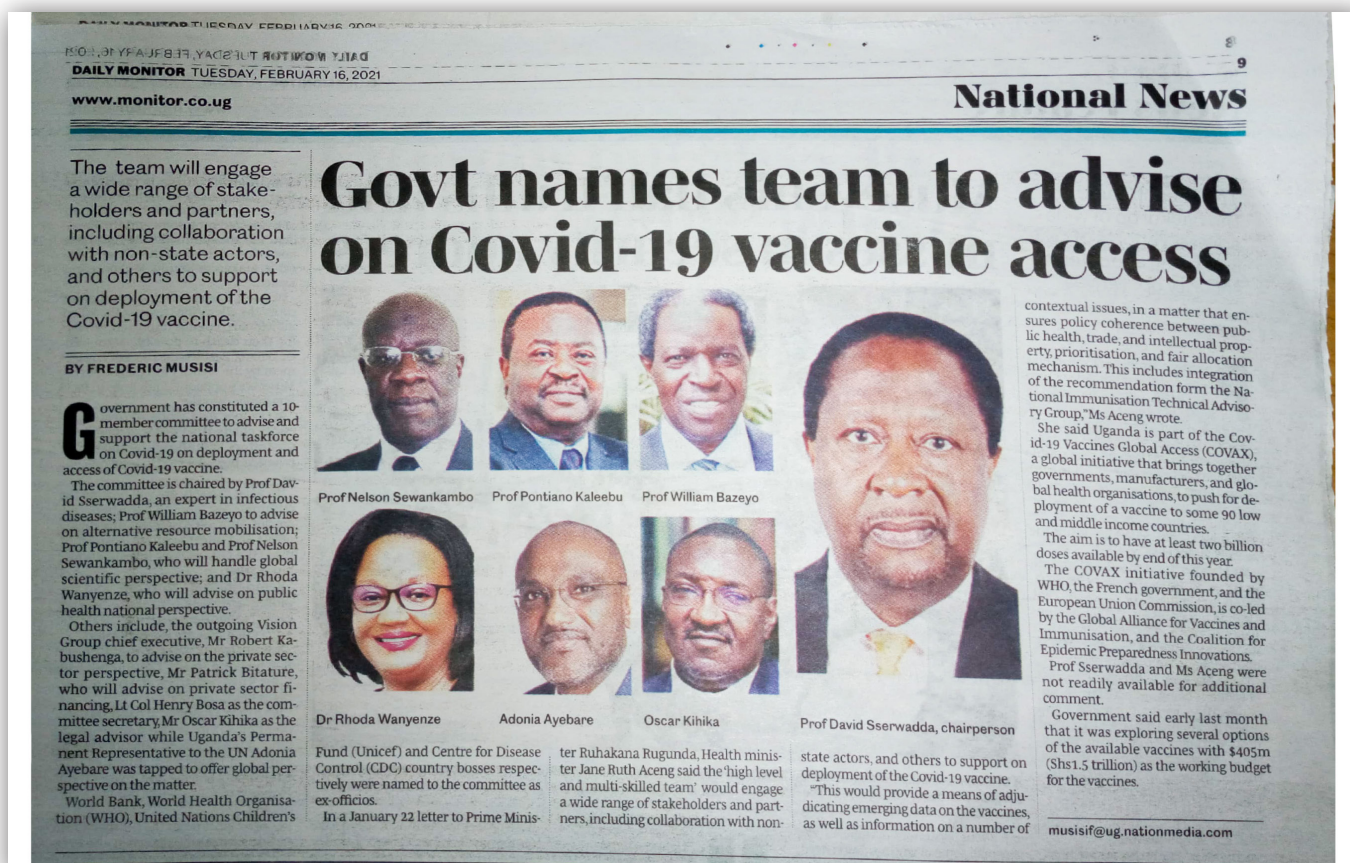 DAILY MONITOR TUESDAY, FEBRUARY 16, 2021
9
www.monitor.co.ug
National News
The team will engage
a wide range of stake-
holders and partners,
including collaboration
with non-state actors,
and others to support
on deployment of the
Covid-19 vaccine.
BY FREDERIC MUSISI
Govt names team to advise
on Covid-19 vaccine access
Government has constituted a 10-
member committee to advise and
support the national taskforce
on Covid-19 on deployment and
access of Covid-19 vaccine.
The committee is chaired by Prof Dav-
id Sserwadda, an expert in infectious
diseases; Prof William Bazeyo to advise
on alternative resource mobilisation;
Prof Pontiano Kaleebu and Prof Nelson
Sewankambo, who will handle global
scientific perspective; and Dr Rhoda
Wanyenze, who will advise on public
health national perspective.
Others include, the outgoing Vision
Group chief executive, Mr Robert Ka-
bushenga, to advise on the private sec-
tor perspective, Mr Patrick Bitature,
who will advise on private sector fi-
nancing, Lt Col Henry Bosa as the com-
mittee secretary, Mr Oscar Kihika as the
legal advisor while Uganda's Perma-
nent Representative to the UN Adonia
Ayebare was tapped to offer global per-
spective on the matter.
World Bank, World Health Organisa-
tion (WHO), United Nations Children's
Prof Nelson Sewankambo
Prof Pontiano Kaleebu
Prof William Bazeyo
Dr Rhoda Wanyenze
Adonia Ayebare
Oscar Kihika
Prof David Sserwadda, chairperson
Fund (Unicef) and Centre for Disease
Control (CDC) country bosses respec-
tively were named to the committee as
ex-officios.
In a January 22 letter to Prime Minis-
ter Ruhakana Rugunda, Health minis-
ter Jane Ruth Aceng said the 'high level
and multi-skilled team' would engage
a wide range of stakeholders and part-
ners, including collaboration with non-
state actors, and others to support on
deployment of the Covid-19 vaccine.
"This would provide a means of adju-
dicating emerging data on the vaccines,
as well as information on a number of
contextual issues, in a matter that en-
sures policy coherence between pub-
lic health, trade, and intellectual prop-
erty, prioritisation, and fair allocation
mechanism. This includes integration
of the recommendation form the Na-
tional Immunisation Technical Adviso-
ry Group," Ms Aceng wrote.
She said Uganda is part of the Cov-
id-19 Vaccines Global Access (COVAX),
a global initiative that brings together
governments, manufacturers, and glo-
bal health organisations, to push for de-
ployment of a vaccine to some 90 low
and middle income countries.
The aim is to have at least two billion
doses available by end of this year.
The COVAX initiative founded by
WHO, the French government, and the
European Union Commission, is co-led
by the Global Alliance for Vaccines and
Immunisation, and the Coalition for
Epidemic Preparedness Innovations.
Prof Sserwadda and Ms Aceng were
not readily available for additional
comment.
Government said early last month
that it was exploring several options
of the available vaccines with $405m
(Shs1.5 trillion) as the working budget
for the vaccines.
musisif@ug.nationmedia.com